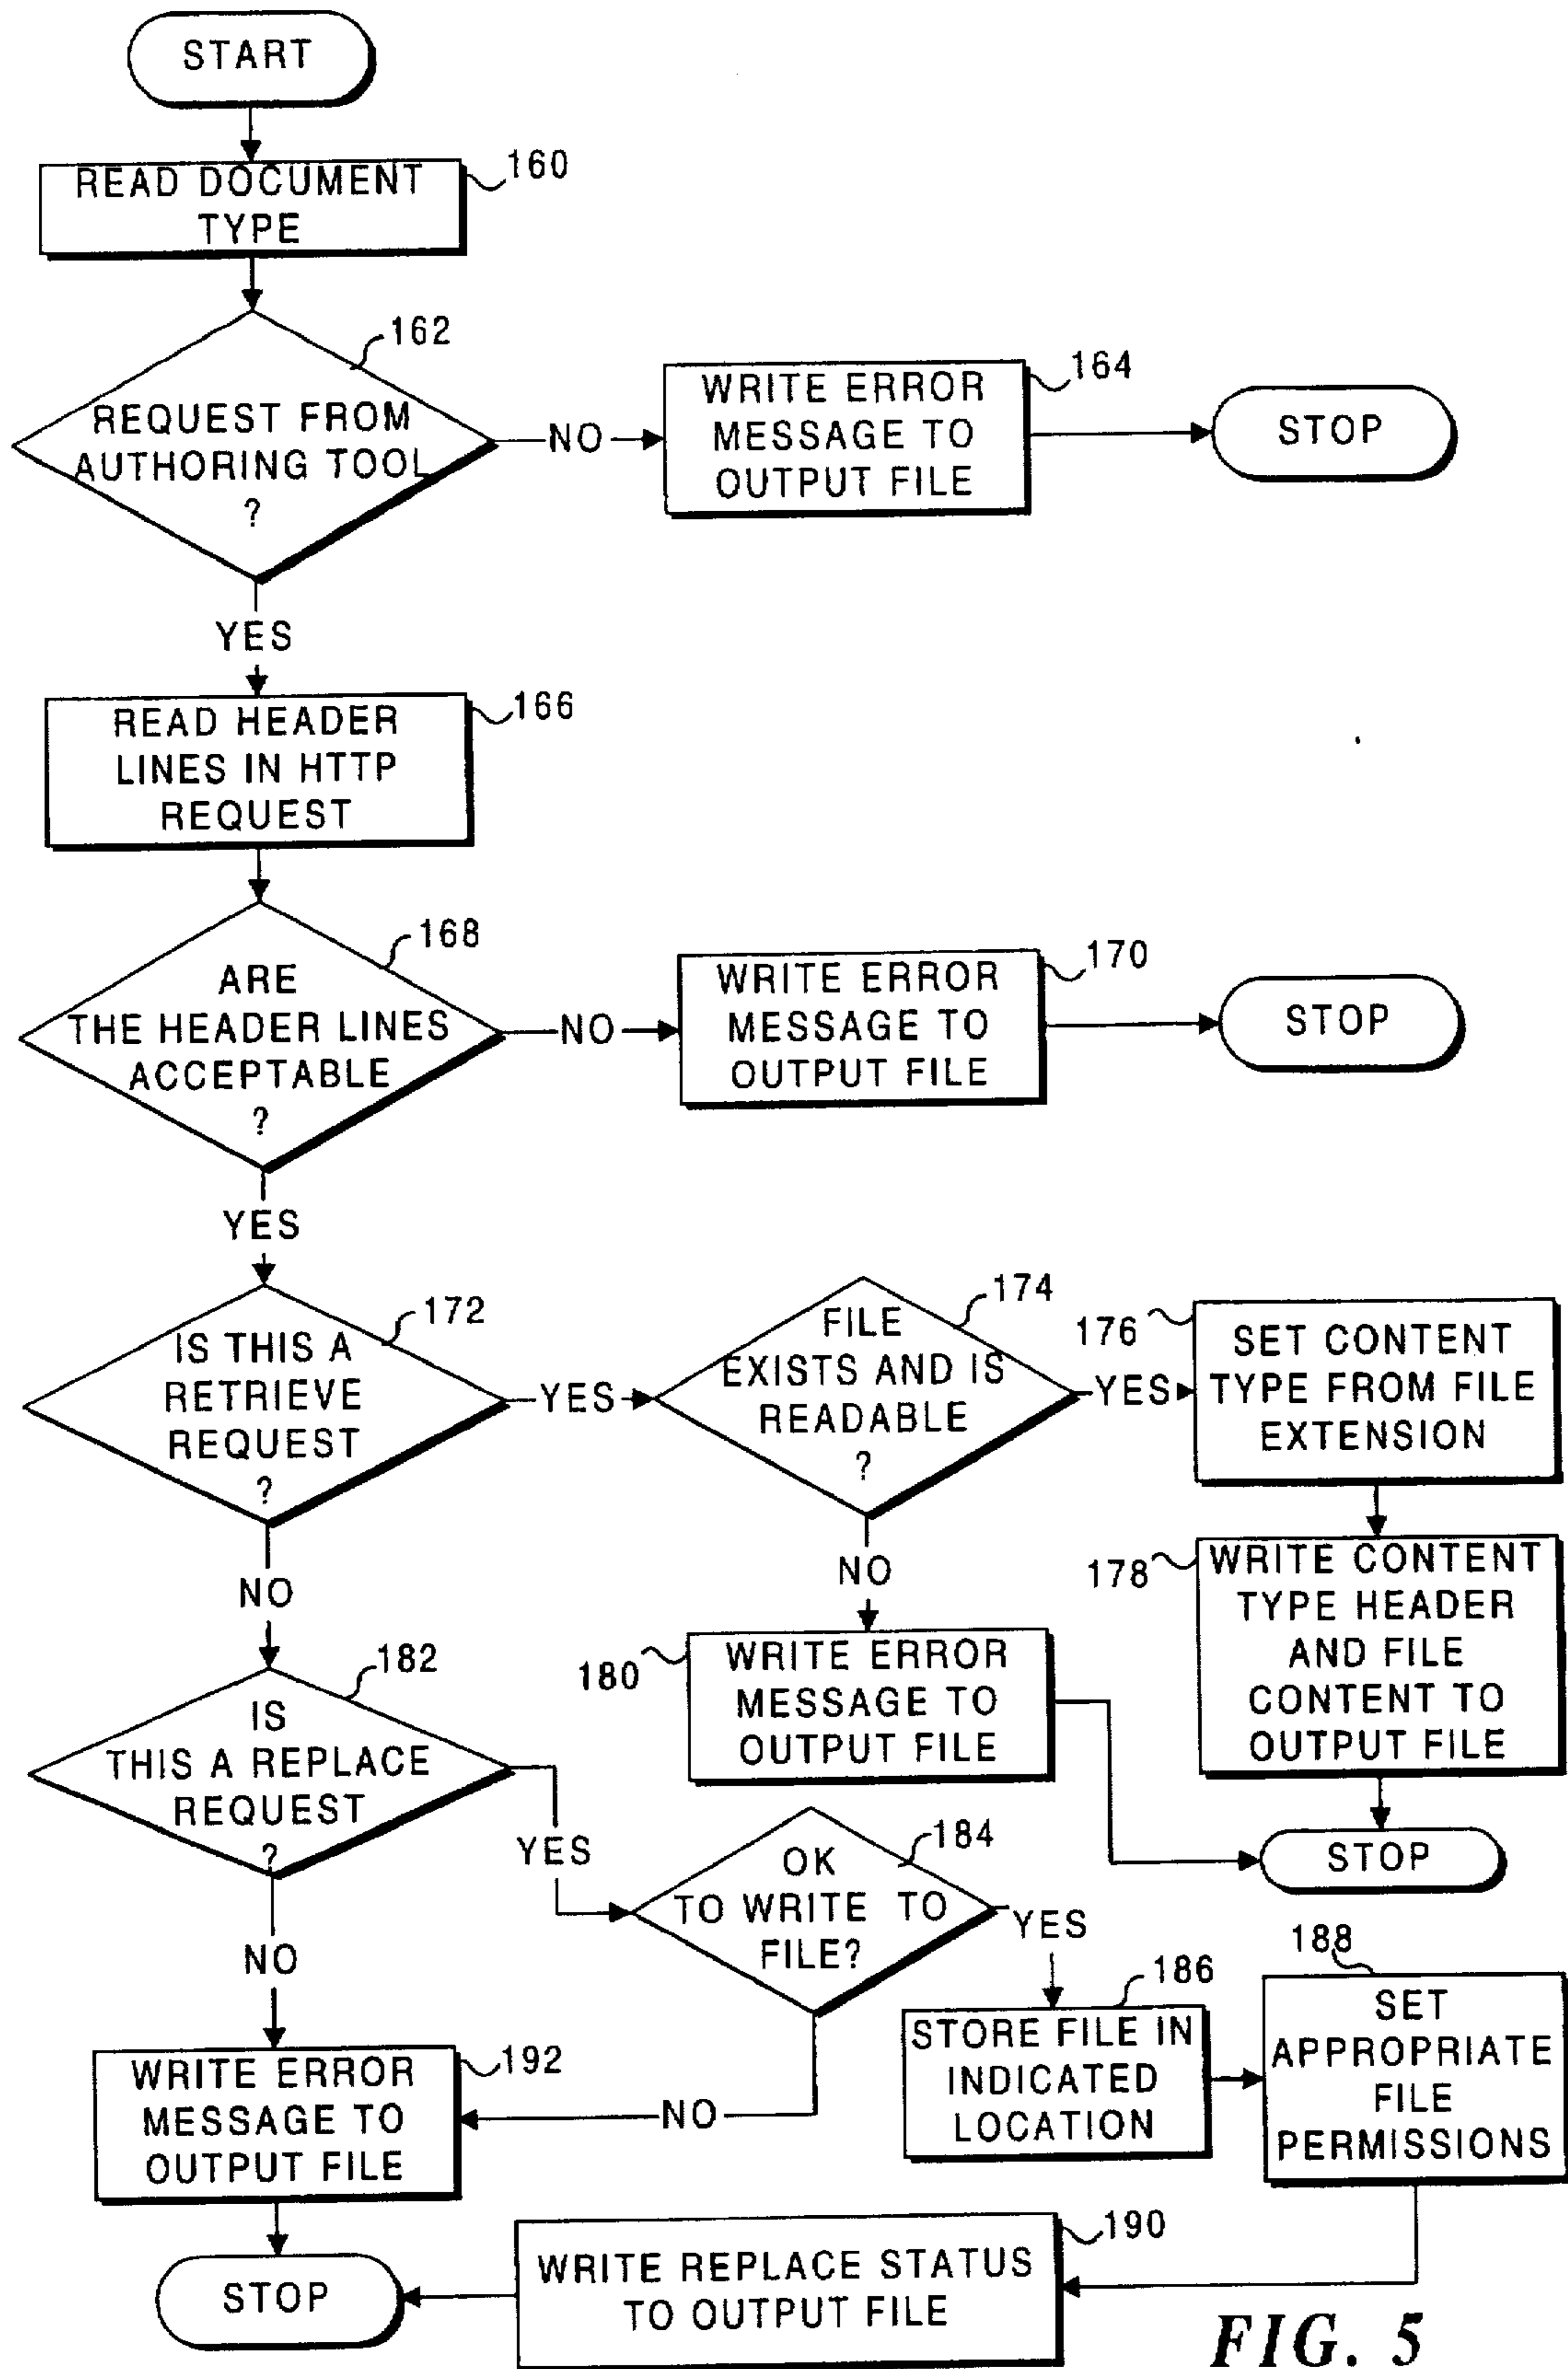 START
READ DOCUMENT
TYPE
160
162
REQUEST FROM
AUTHORING TOOL
?
NO
WRITE ERROR
MESSAGE TO
OUTPUT FILE
164
STOP
YES
READ HEADER
LINES IN HTTP
REQUEST
166
168
ARE
THE HEADER LINES
ACCEPTABLE
?
NO
WRITE ERROR
MESSAGE TO
OUTPUT FILE
170
STOP
YES
172
IS THIS A
RETRIEVE
REQUEST
?
YES
174
FILE
EXISTS AND IS
READABLE
?
YES
176
SET CONTENT
TYPE FROM FILE
EXTENSION
178
WRITE CONTENT
TYPE HEADER
AND FILE
CONTENT TO
OUTPUT FILE
NO
180
WRITE ERROR
MESSAGE TO
OUTPUT FILE
STOP
NO
182
IS
THIS A REPLACE
REQUEST
?
YES
184
OK
TO WRITE TO
FILE?
YES
186
STORE FILE IN
INDICATED
LOCATION
188
SET
APPROPRIATE
FILE
PERMISSIONS
NO
NO
192
WRITE ERROR
MESSAGE TO
OUTPUT FILE
190
WRITE REPLACE STATUS
TO OUTPUT FILE
STOP
FIG. 5